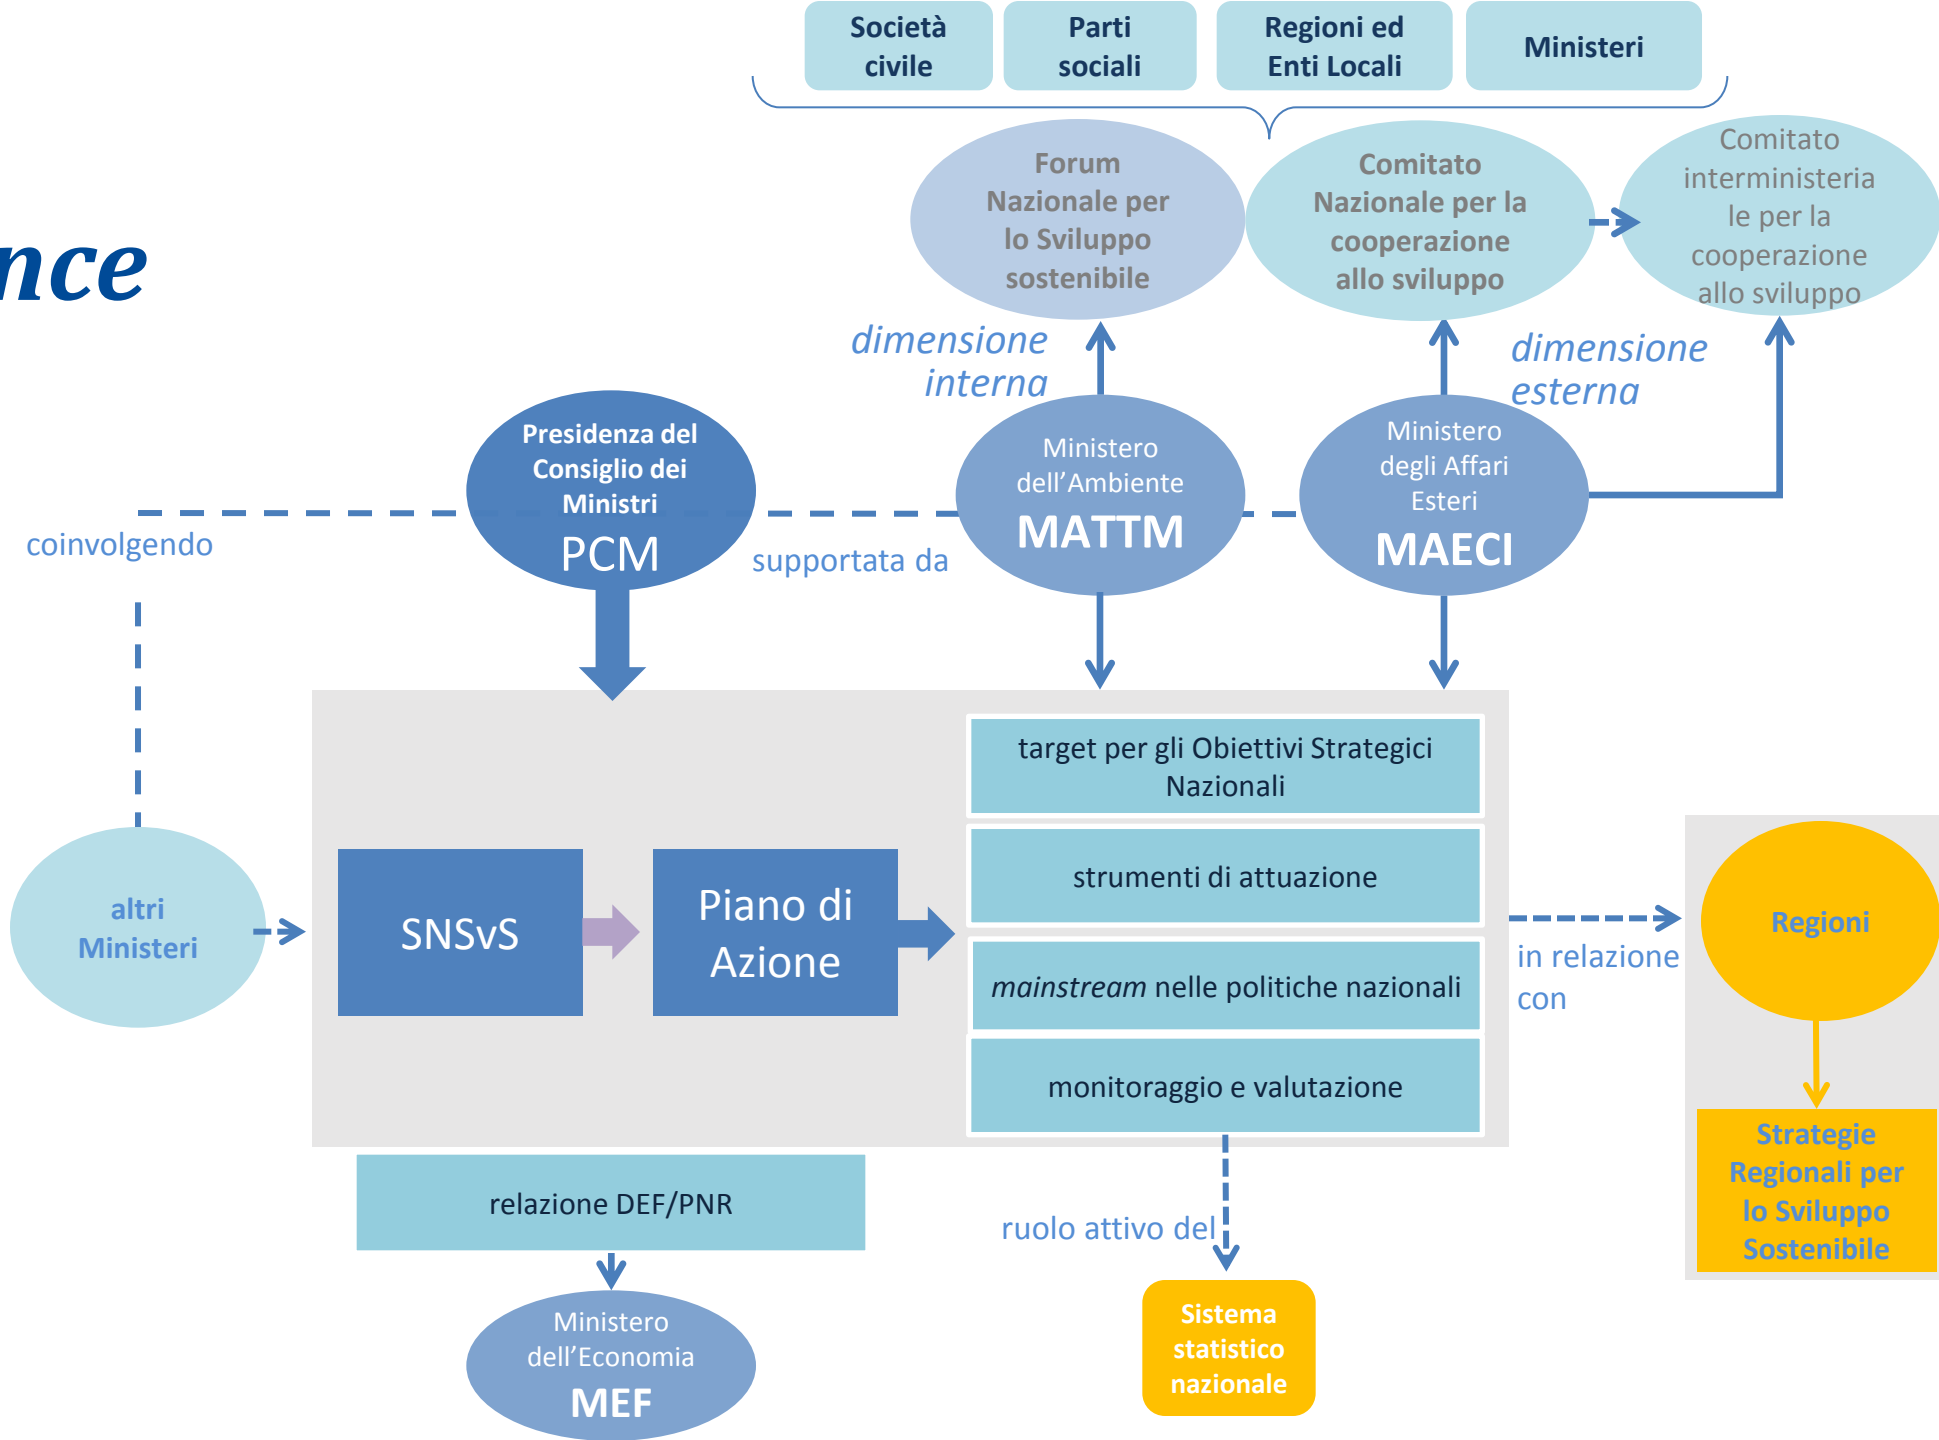 Società
civile
Parti
sociali
Regioni ed
Enti Locali
Ministeri
Forum
Nazionale per
lo Sviluppo
sostenibile
Comitato
Nazionale per la
cooperazione
allo sviluppo
Comitato
interministeria
le per la
cooperazione
allo sviluppo
nce
dimensione
interna
dimensione
esterna
Presidenza del
Consiglio dei
Ministri
PCM
Ministero
dell’Ambiente
MATTM
Ministero
degli Affari
Esteri
MAECI
coinvolgendo
supportata da
target per gli Obiettivi Strategici
Nazionali
strumenti di attuazione
mainstream nelle politiche nazionali
monitoraggio e valutazione
altri
Ministeri
SNSvS
Piano di
Azione
in relazione
con
Regioni
Strategie
Regionali per
lo Sviluppo
Sostenibile
relazione DEF/PNR
ruolo attivo del
Ministero
dell’Economia
MEF
Sistema
statistico
nazionale